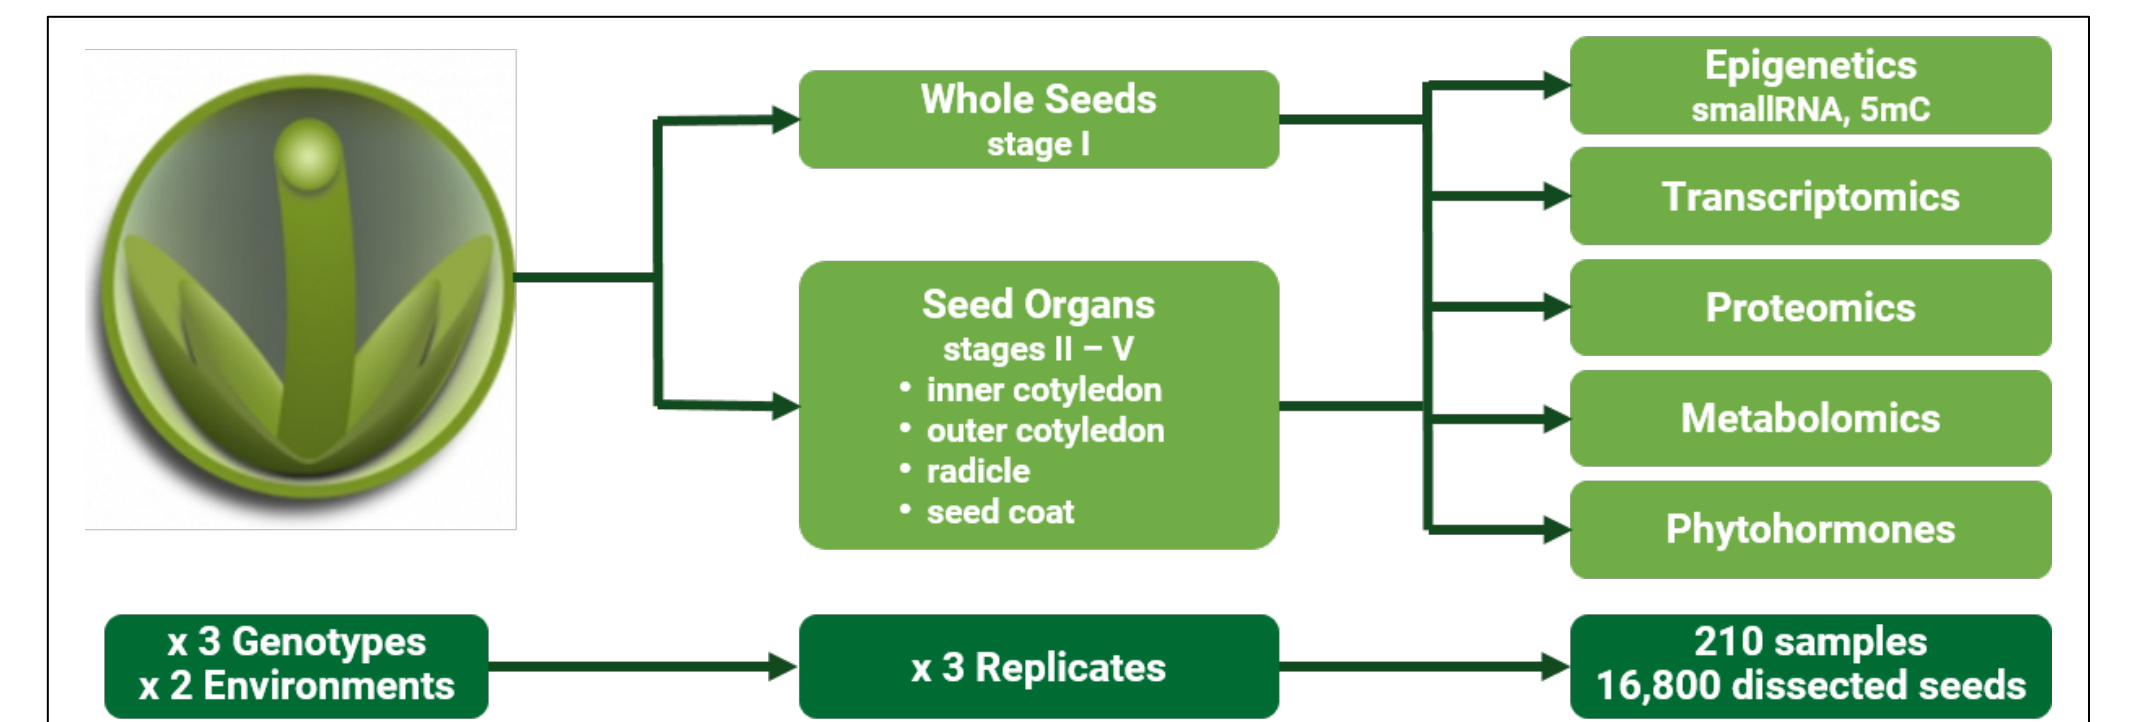 Whole Seeds
stage I
Seed Organs
stages II – V
• inner cotyledon
• outer cotyledon
• radicle
• seed coat
Epigenetics
smallRNA, 5mC
Transcriptomics
Proteomics
Metabolomics
Phytohormones
x 3 Genotypes
x 2 Environments
x 3 Replicates
210 samples
16,800 dissected seeds